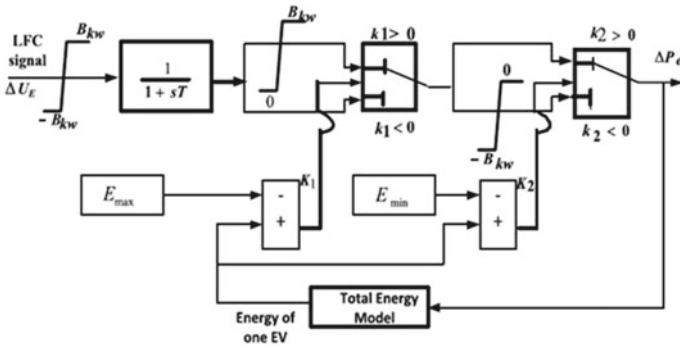 LFC
signal
ΔU_E
B_kw
- B_kw
1
1 + sT
B_kw
0
k1> 0
k_1 < 0
0
- B_kw
k2 > 0
k_2 < 0
ΔP_e
E_max
-
+
K_1
E_min
-
+
K2
Energy of
one EV
Total Energy
Model